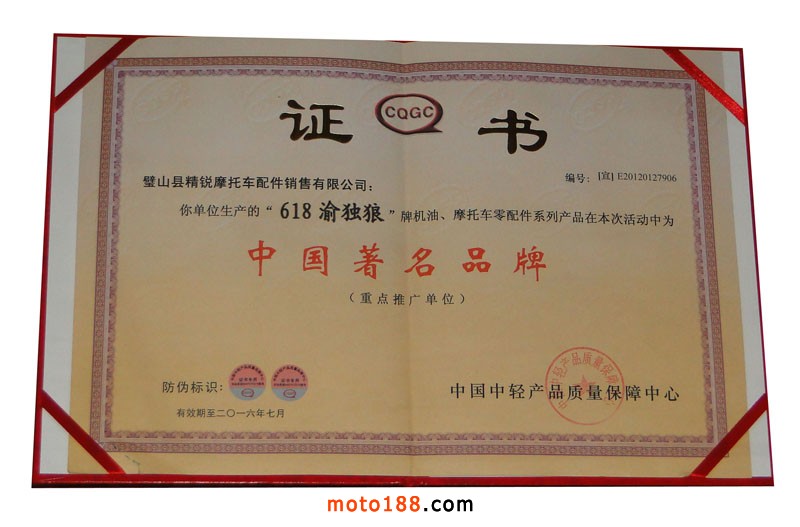 证 CQGC 书
璧山县精锐摩托车配件销售有限公司：
编号：[宣] E20120127906
你单位生产的“618 渝独狼”牌机油、摩托车零配件系列产品在本次活动中为
中国著名品牌
（重点推广单位）
防伪标识：
中国中轻产品质量保障中心
有效期至二〇一六年七月
moto188.com